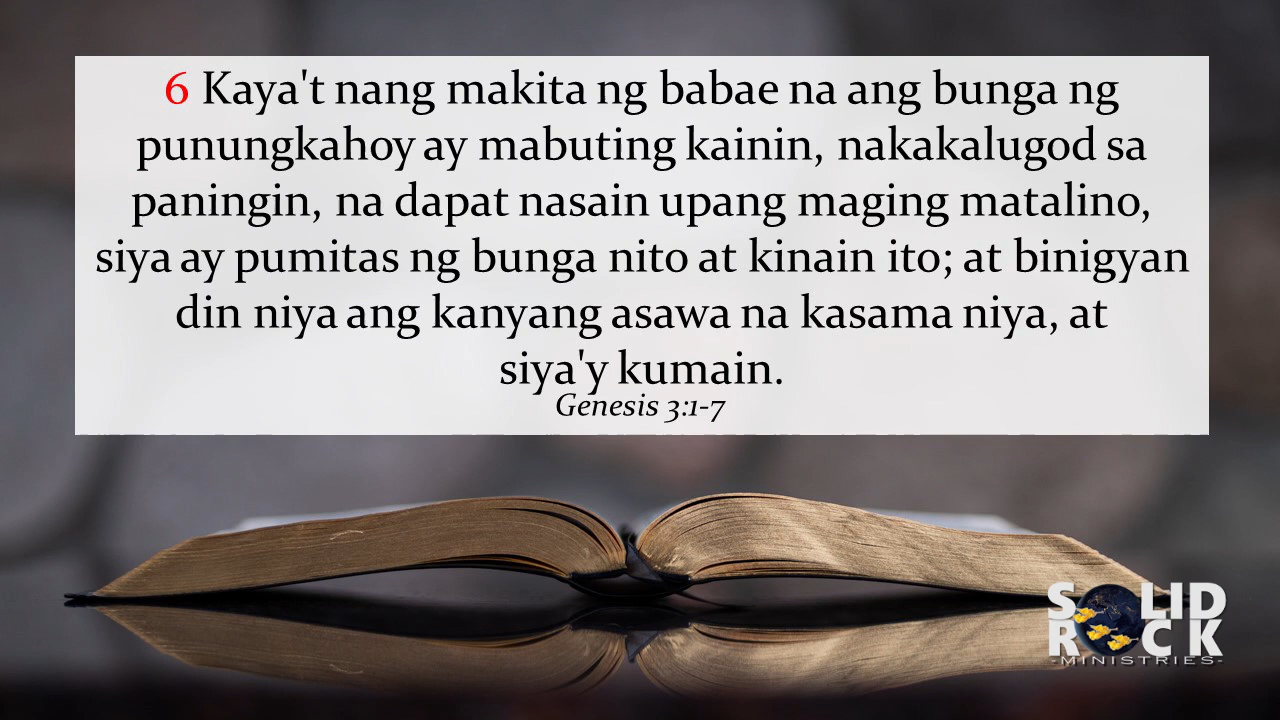 6 Kaya't nang makita ng babae na ang bunga ng
punungkahoy ay mabuting kainin, nakakalugod sa
paningin, na dapat nasain upang maging matalino,
siya ay pumitas ng bunga nito at kinain ito; at binigyan
din niya ang kanyang asawa na kasama niya, at
siya'y kumain.
Genesis 3:1-7
SOLID
ROCK
-MINISTRIES-